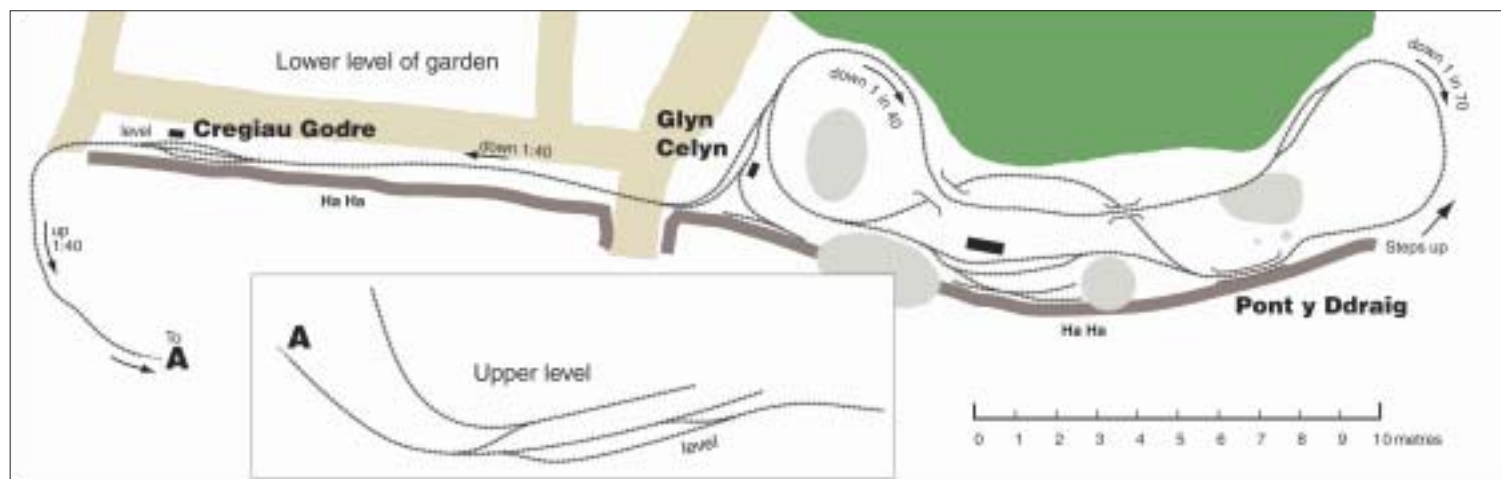 Lower level of garden
down 1 in 40
down 1 in 70
Glyn
Celyn
level
Cregiau Godre
down 1:40
Ha Ha
up
1:40
Steps up
Pont y Ddraig
Ha Ha
To
A
A
Upper level
level
0 1 2 3 4 5 6 7 8 9 10 metres